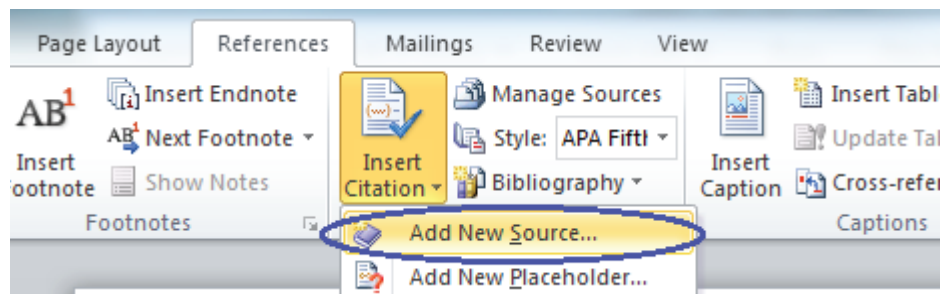 Page Layout References Mailings Review View
AB1 Insert Endnote Manage Sources Insert Tabl
AB1 Next Footnote Style: APA Fifth Update Tab
Insert Insert Insert
ootnote Show Notes Citation Bibliography Caption Cross-refer
Footnotes Captions
Add New Source...
Add New Placeholder...